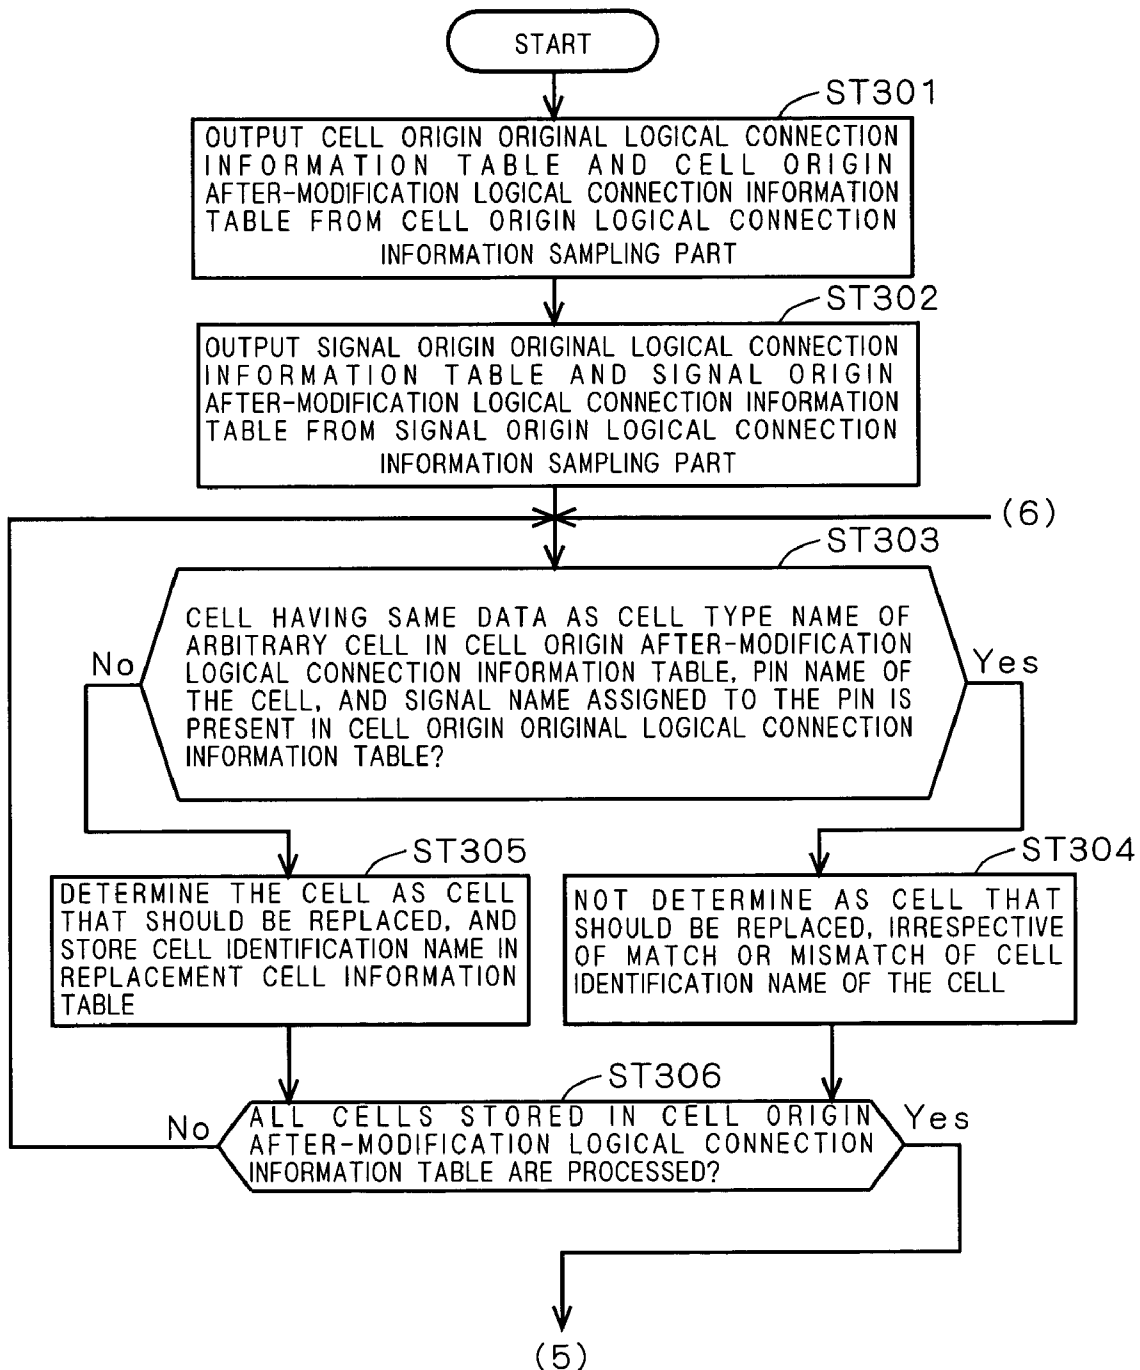 START
ST301
OUTPUT CELL ORIGIN ORIGINAL LOGICAL CONNECTION
INFORMATION TABLE AND CELL ORIGIN
AFTER-MODIFICATION LOGICAL CONNECTION INFORMATION
TABLE FROM CELL ORIGIN LOGICAL CONNECTION
INFORMATION SAMPLING PART
ST302
OUTPUT SIGNAL ORIGIN ORIGINAL LOGICAL CONNECTION
INFORMATION TABLE AND SIGNAL ORIGIN
AFTER-MODIFICATION LOGICAL CONNECTION INFORMATION
TABLE FROM SIGNAL ORIGIN LOGICAL CONNECTION
INFORMATION SAMPLING PART
(6)
ST303
CELL HAVING SAME DATA AS CELL TYPE NAME OF
ARBITRARY CELL IN CELL ORIGIN AFTER-MODIFICATION
LOGICAL CONNECTION INFORMATION TABLE, PIN NAME OF
THE CELL, AND SIGNAL NAME ASSIGNED TO THE PIN IS
PRESENT IN CELL ORIGIN ORIGINAL LOGICAL CONNECTION
INFORMATION TABLE?
No
Yes
ST305
DETERMINE THE CELL AS CELL
THAT SHOULD BE REPLACED, AND
STORE CELL IDENTIFICATION NAME IN
REPLACEMENT CELL INFORMATION
TABLE
ST304
NOT DETERMINE AS CELL THAT
SHOULD BE REPLACED, IRRESPECTIVE
OF MATCH OR MISMATCH OF CELL
IDENTIFICATION NAME OF THE CELL
ST306
No
Yes
ALL CELLS STORED IN CELL ORIGIN
AFTER-MODIFICATION LOGICAL CONNECTION
INFORMATION TABLE ARE PROCESSED?
(5)